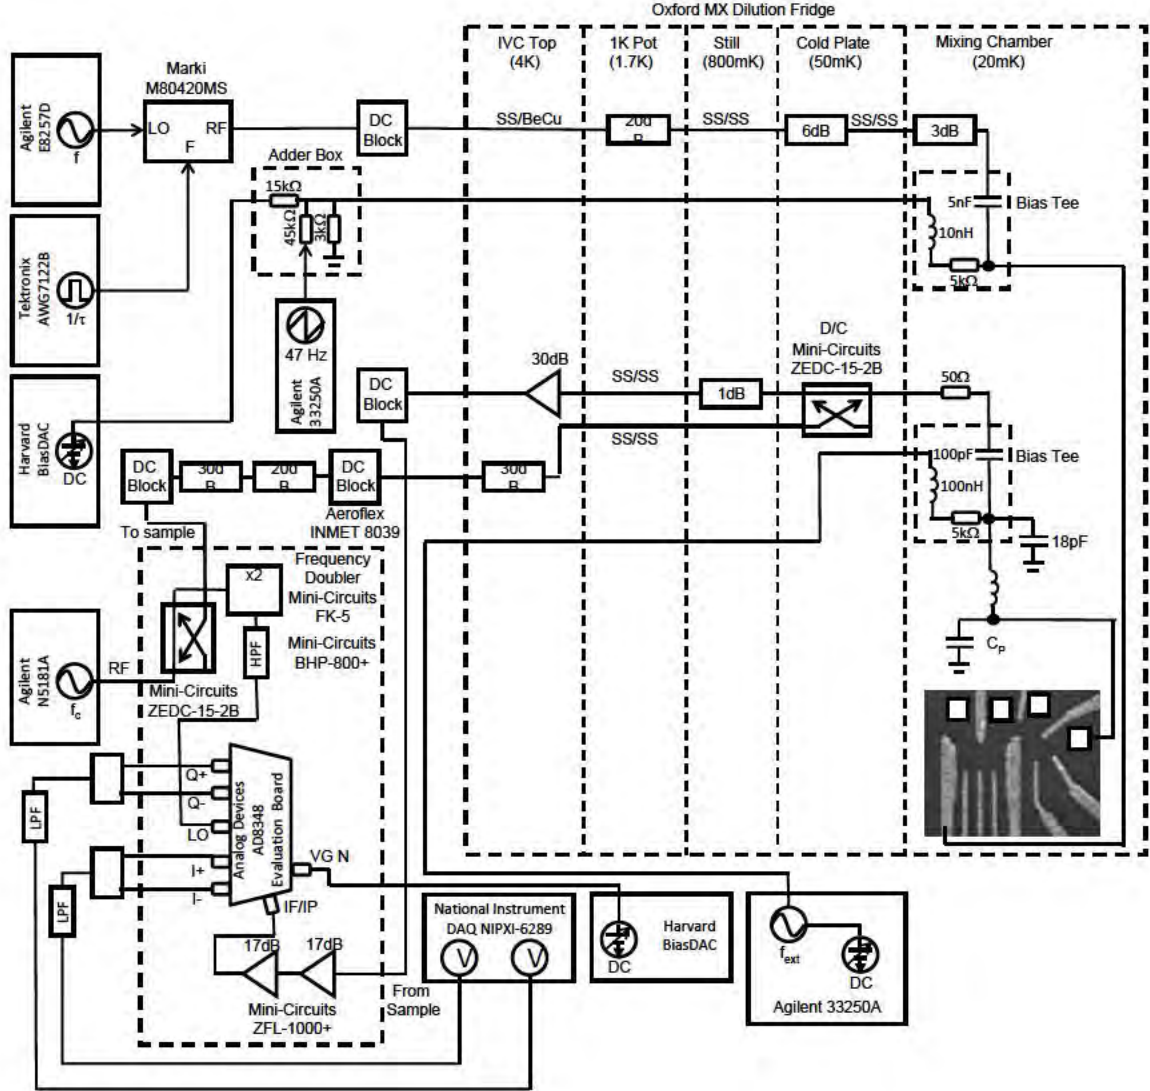 Oxford MX Dilution Fridge
IVC Top
(4K)
1K Pot
(1.7K)
Still
(800mK)
Cold Plate
(50mK)
Mixing Chamber
(20mK)
Agilent
E8257D
f
Marki
M80420MS
LO
RF
F
DC
Block
SS/BeCu
20d
B
SS/SS
6dB
SS/SS
3dB
Adder Box
15kΩ
45kΩ
3kΩ
5nF
Bias Tee
10nH
5kΩ
Tektronix
AWG7122B
1/τ
47 Hz
Agilent
33250A
Harvard
BiasDAC
DC
DC
Block
30dB
SS/SS
1dB
D/C
Mini-Circuits
ZEDC-15-2B
50Ω
SS/SS
100pF
Bias Tee
100nH
5kΩ
18pF
DC
Block
30d
B
20d
B
DC
Block
30d
B
Aeroflex
INMET 8039
To sample
Frequency
Doubler
Mini-Circuits
FK-5
x2
HPF
Mini-Circuits
BHP-800+
Agilent
N5181A
fc
RF
Mini-Circuits
ZEDC-15-2B
Cp
Q+
Q-
LO
I+
I-
Analog Devices
AD8348
Evaluation Board
VG N
IF/IP
LPF
LPF
17dB
17dB
Mini-Circuits
ZFL-1000+
From
Sample
National Instrument
DAQ NIPXI-6289
V
V
Harvard
BiasDAC
DC
fext
DC
Agilent 33250A